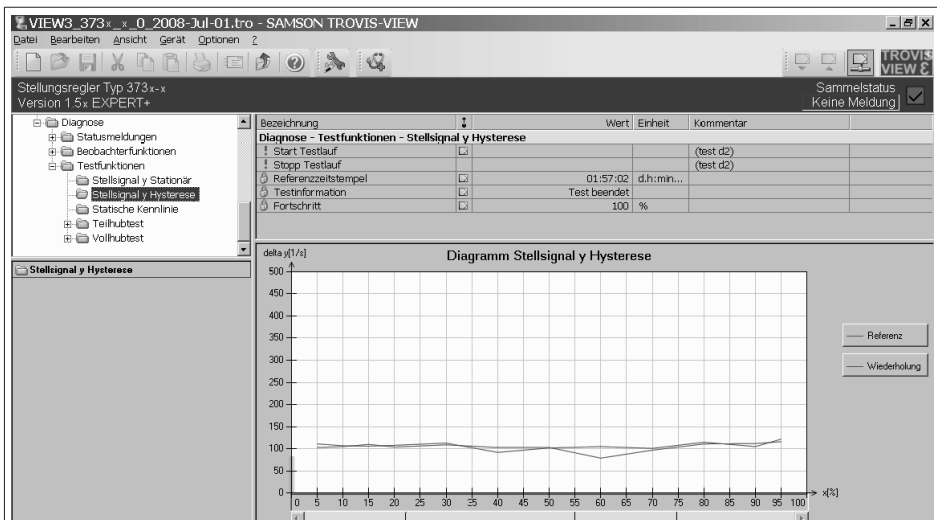 VIEW3_373x_x_0_2008-Jul-01.tro - SAMSON TROVIS-VIEW
Datei Bearbeiten Ansicht Gerät Optionen ?
TROVIS VIEW 3
Stellungsregler Typ 373x-x
Version 1.5x EXPERT+
Sammelstatus
Keine Meldung
Diagnose
Statusmeldungen
Beobachterfunktionen
Testfunktionen
Stellsignal y Stationär
Stellsignal y Hysterese
Statische Kennlinie
Teilhubtest
Vollhubtest
Bezeichnung Wert Einheit Kommentar
Diagnose - Testfunktionen - Stellsignal y Hysterese
! Start Testlauf (test d2)
! Stopp Testlauf (test d2)
Referenzzeitstempel 01:57:02 d.h:min...
Testinformation Test beendet
Fortschritt 100 %
Stellsignal y Hysterese
delta y[1/s]
Diagramm Stellsignal y Hysterese
500
450
400
350
300
250
200
150
100
50
0
0 5 10 15 20 25 30 35 40 45 50 55 60 65 70 75 80 85 90 95 100
x[%]
Referenz
Wiederholung